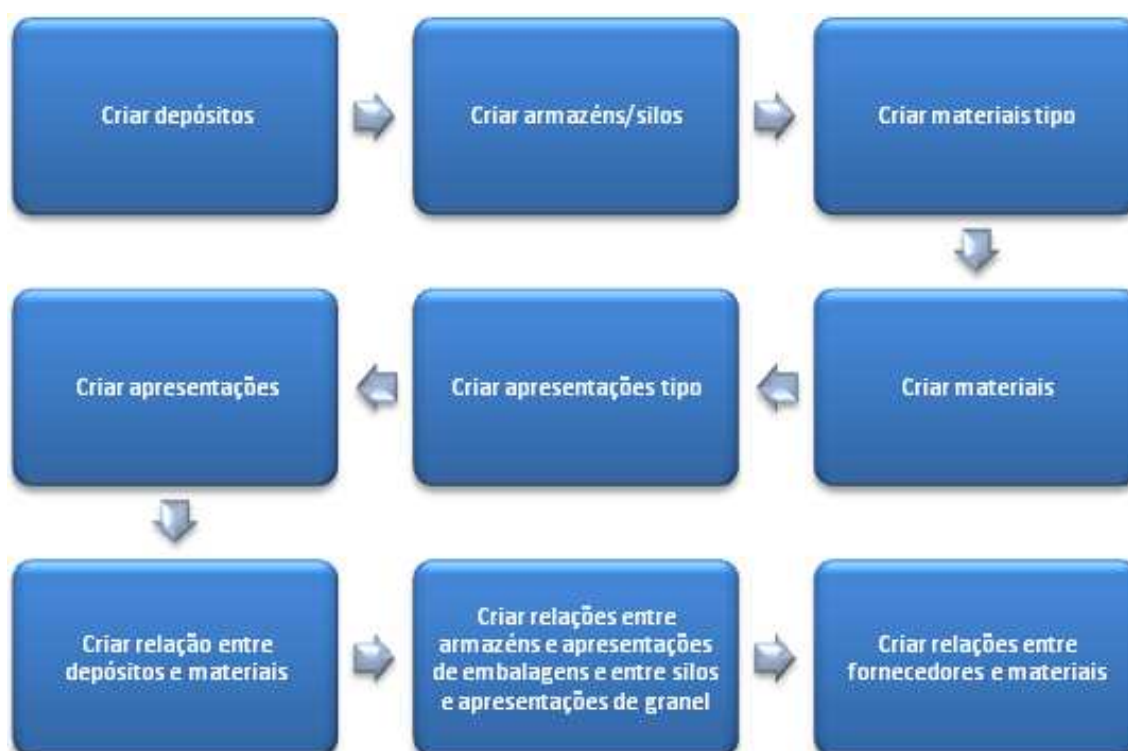 Criar depósitos
Criar armazéns/silos
Criar materiais tipo
Criar materiais
Criar apresentações tipo
Criar apresentações
Criar relação entre
depósitos e materiais
Criar relações entre
armazéns e apresentações
de embalagens e entre silos
e apresentações de granel
Criar relações entre
fornecedores e materiais